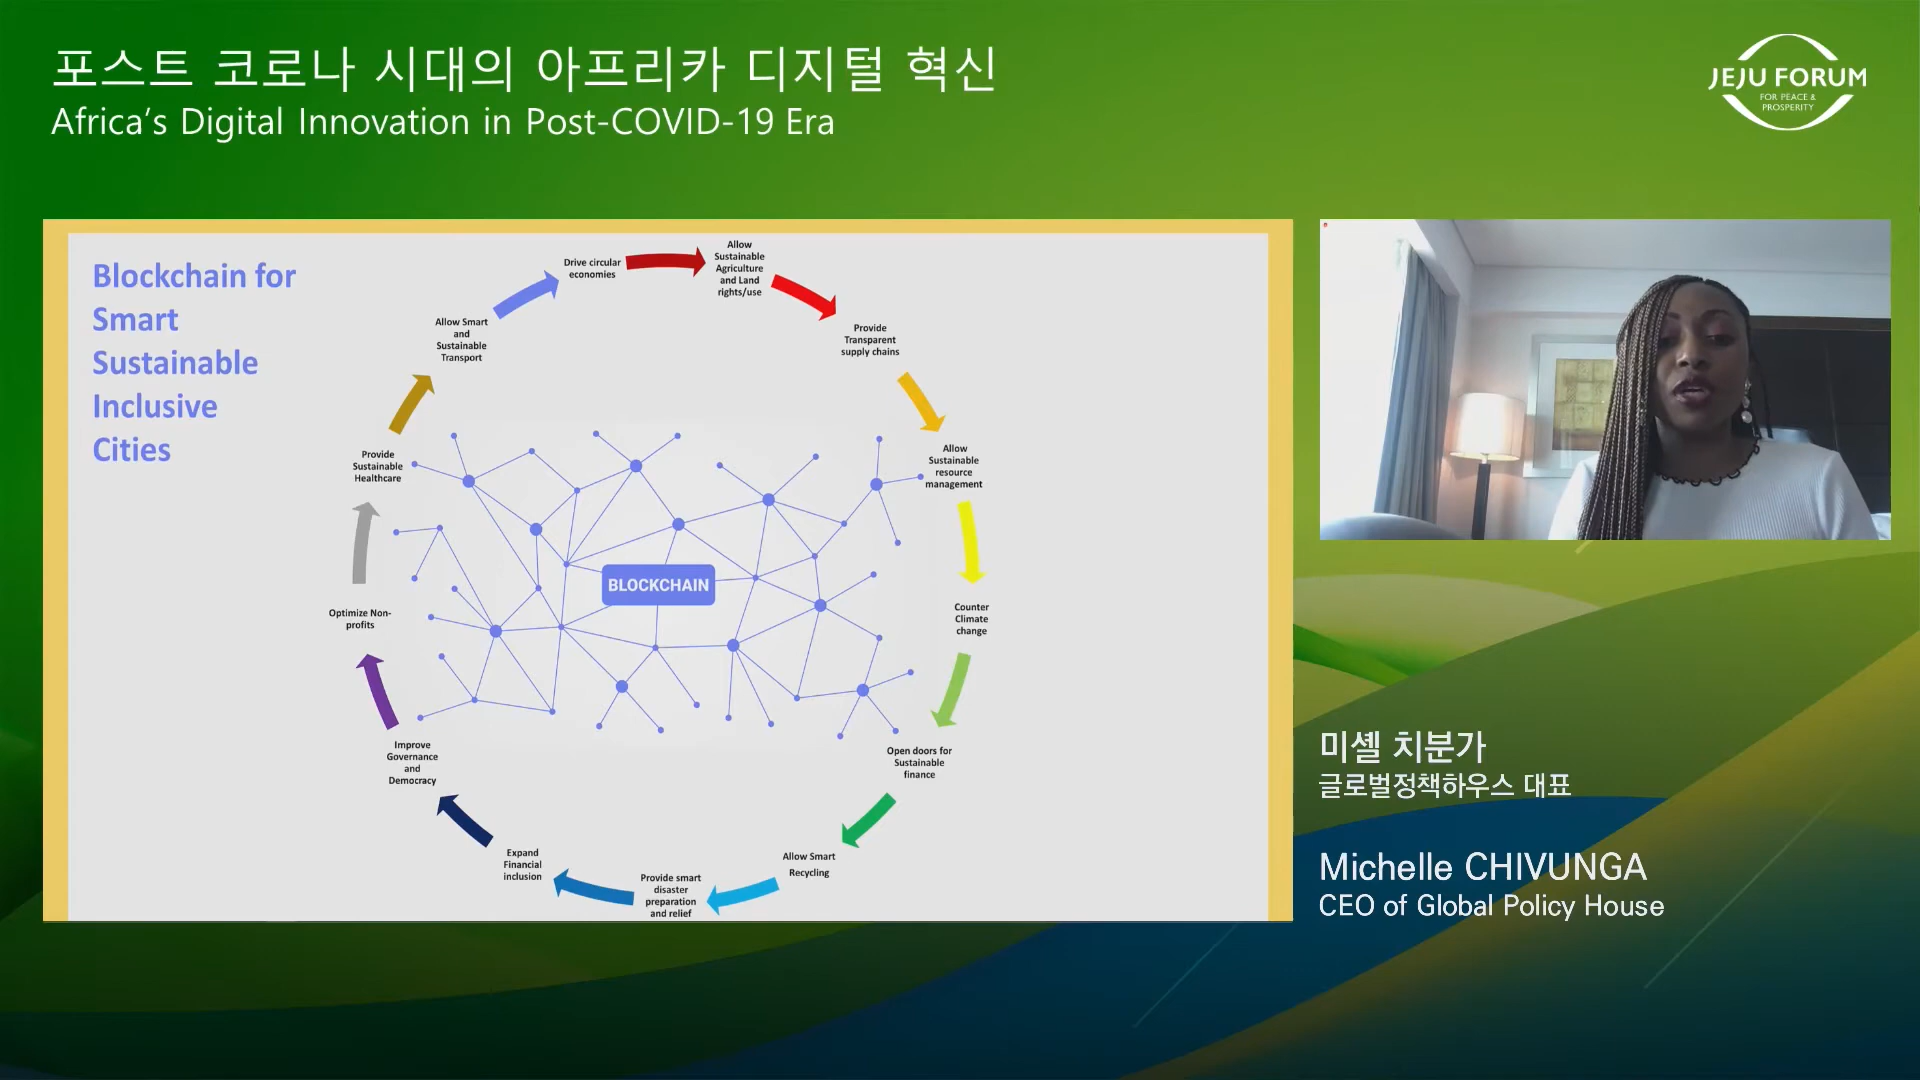 포스트 코로나 시대의 아프리카 디지털 혁신
Africa's Digital Innovation in Post-COVID-19 Era
JEJU FORUM
FOR PEACE &
PROSPERITY
Blockchain for
Smart
Sustainable
Inclusive
Cities
Drive circular
economies
Allow
Sustainable
Agriculture
and Land
rights/use
Provide
Transparent
supply chains
Allow
Sustainable
resource
management
Counter
Climate
change
Open doors for
Sustainable
finance
Allow Smart
Recycling
Provide smart
disaster
preparation
and relief
Expand
Financial
inclusion
Improve
Governance
and
Democracy
Optimize Non-
profits
Provide
Sustainable
Healthcare
Allow Smart
and
Sustainable
Transport
BLOCKCHAIN
미셸 치분가
글로벌정책하우스 대표
Michelle CHIVUNGA
CEO of Global Policy House